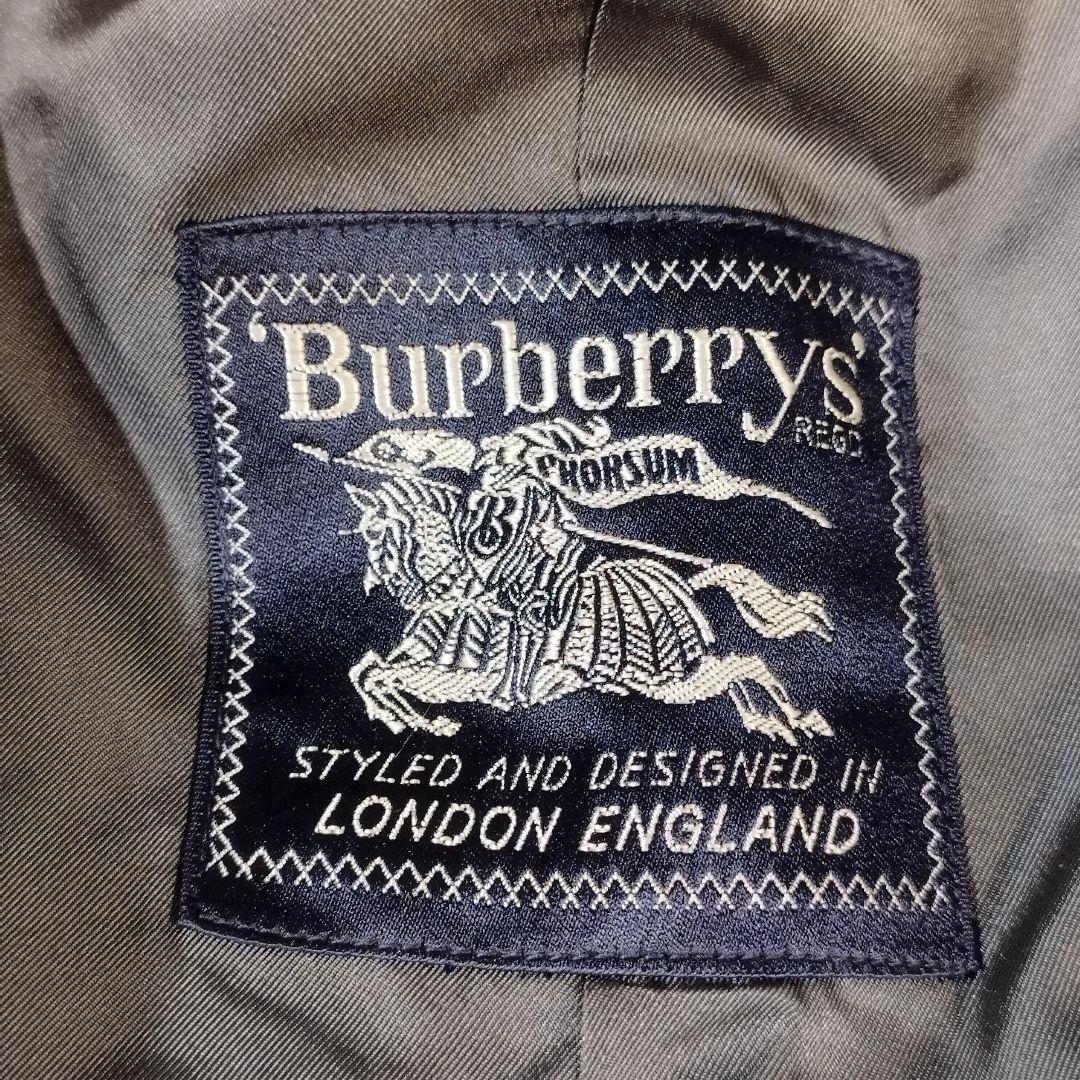 'Burberrys'
REGD
PRORSUM
B
STYLED AND DESIGNED IN
LONDON ENGLAND